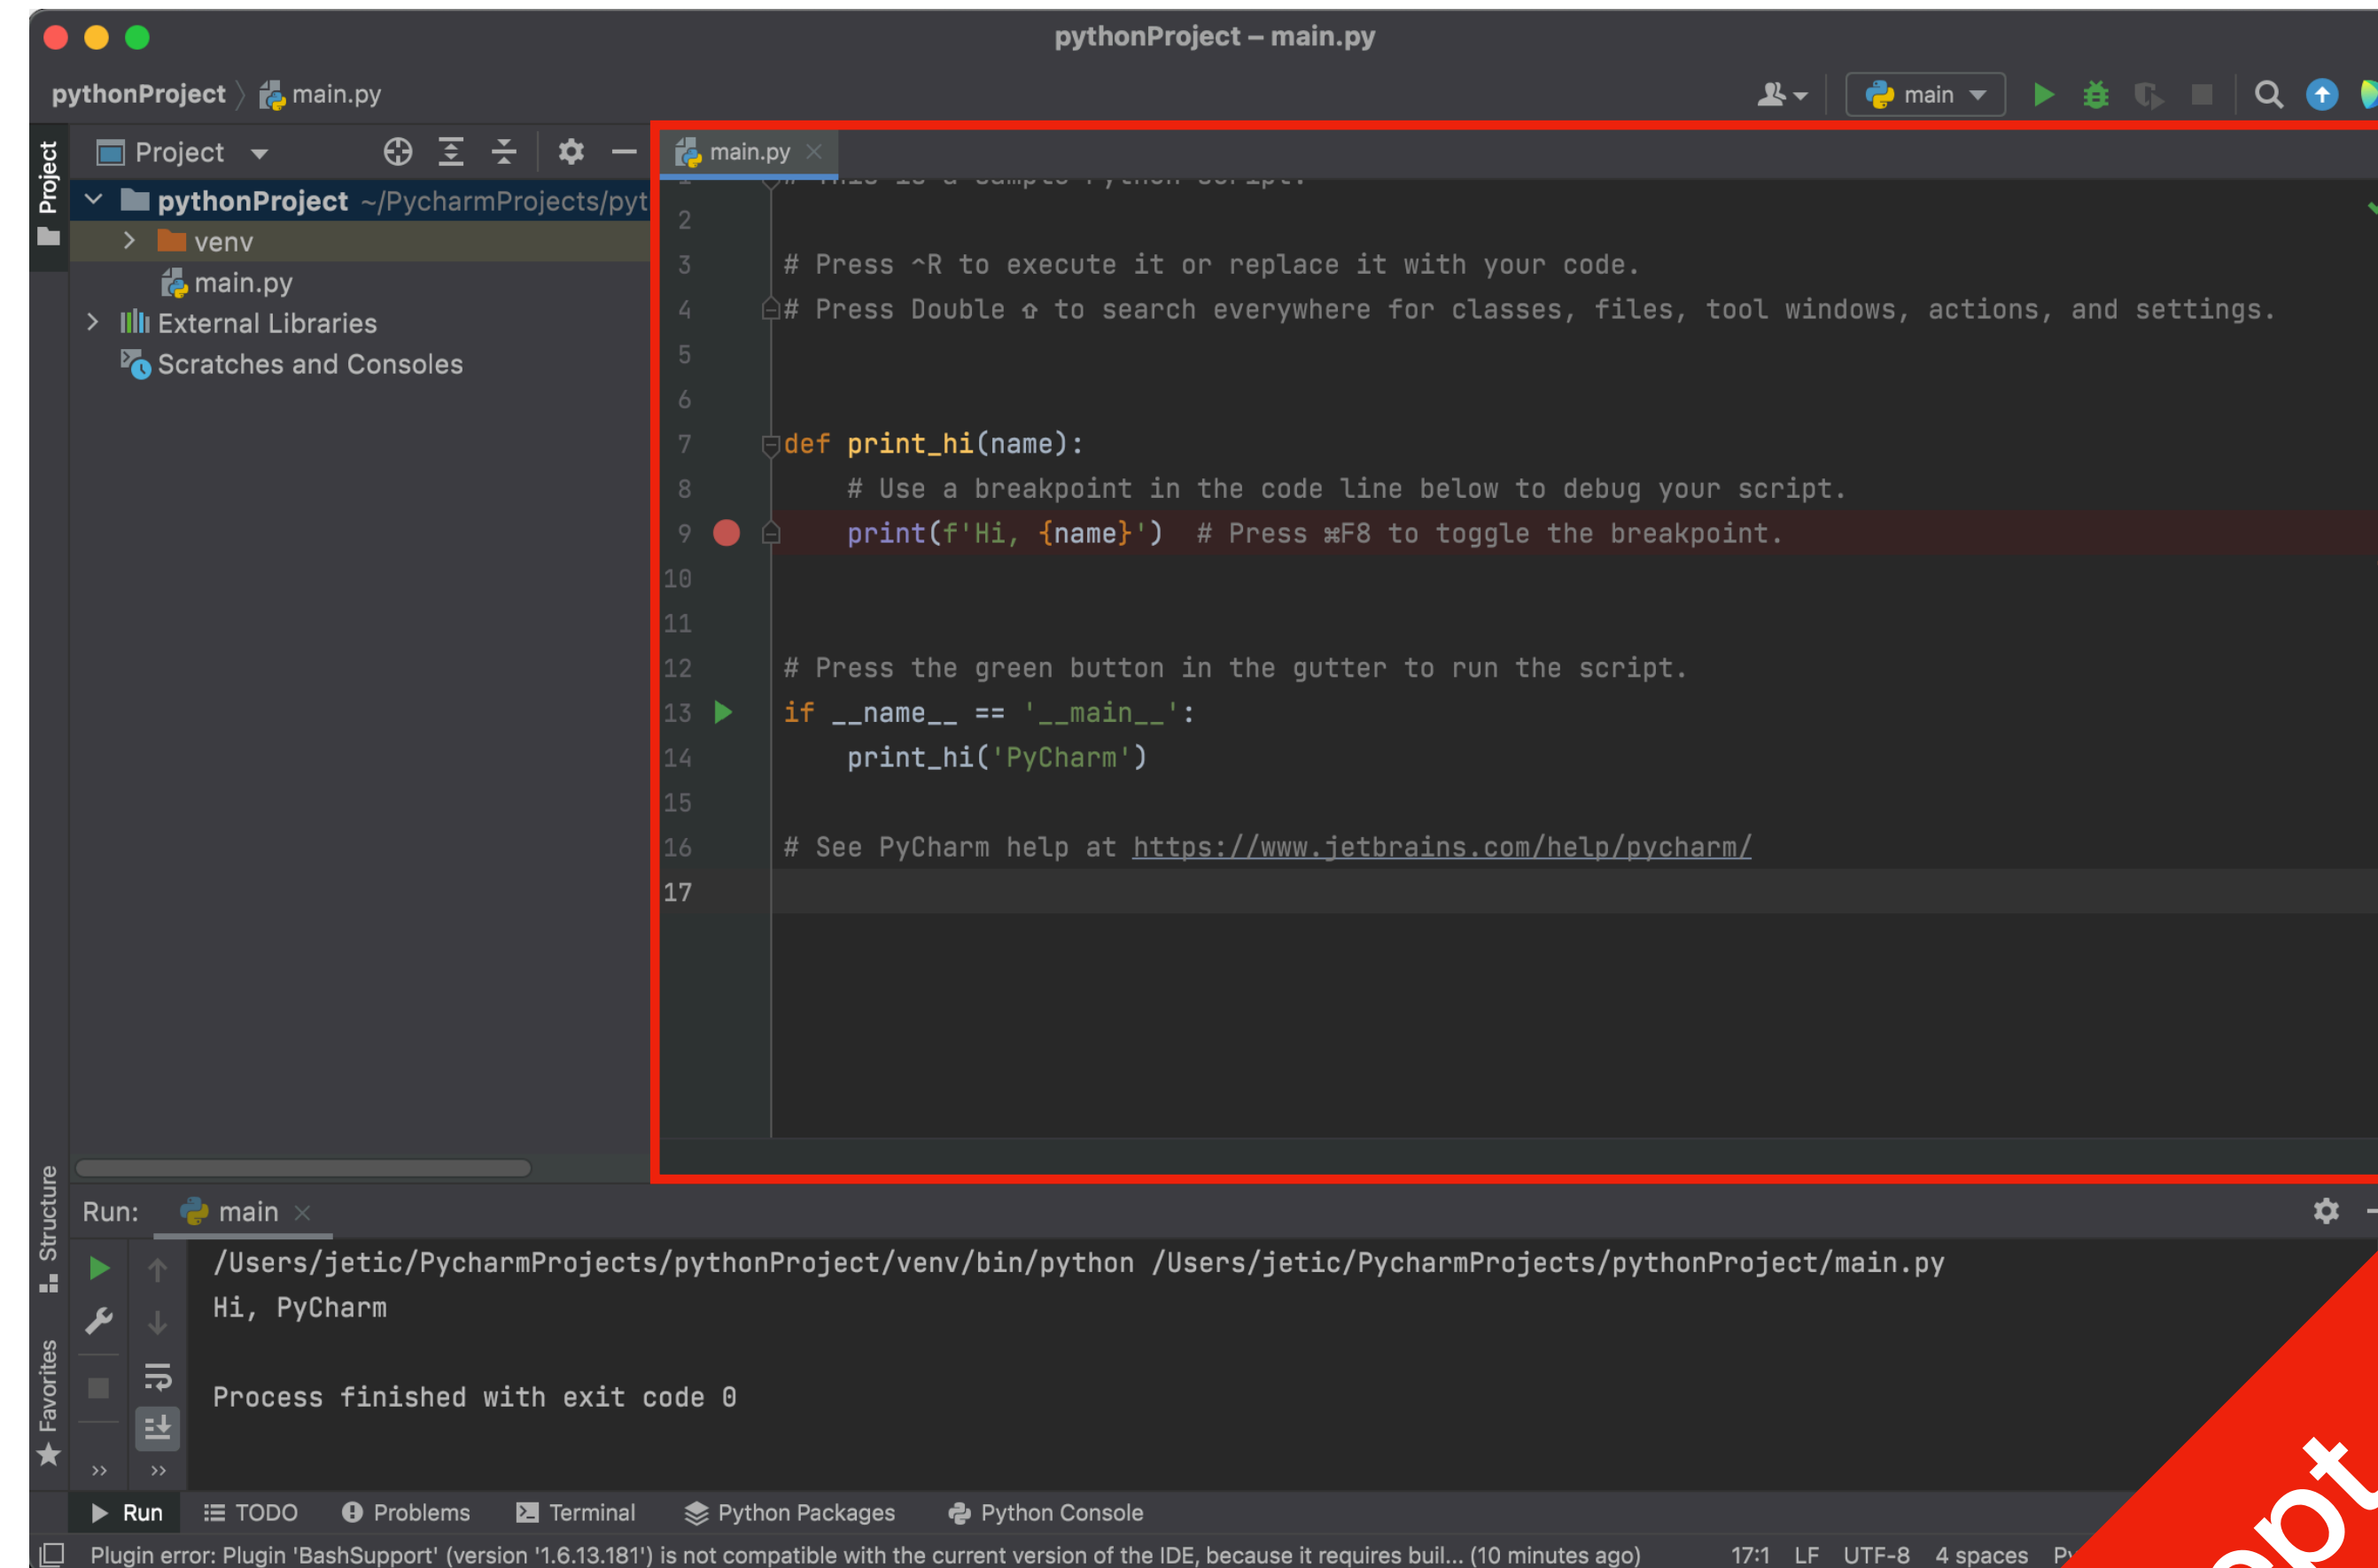 pythonProject – main.py
pythonProject main.py
main
Project
Project
main.py
pythonProject ~/PycharmProjects/pyt
venv
main.py
External Libraries
Scratches and Consoles
1 # This is a sample Python script.
2
3 # Press ^R to execute it or replace it with your code.
4 # Press Double ⇧ to search everywhere for classes, files, tool windows, actions, and settings.
5
6
7 def print_hi(name):
8 # Use a breakpoint in the code line below to debug your script.
9 print(f'Hi, {name}') # Press ⌘F8 to toggle the breakpoint.
10
11
12 # Press the green button in the gutter to run the script.
13 if __name__ == '__main__':
14 print_hi('PyCharm')
15
16 # See PyCharm help at https://www.jetbrains.com/help/pycharm/
17
Structure
Favorites
Run: main
/Users/jetic/PycharmProjects/pythonProject/venv/bin/python /Users/jetic/PycharmProjects/pythonProject/main.py
Hi, PyCharm
Process finished with exit code 0
Run TODO Problems Terminal Python Packages Python Console
Plugin error: Plugin 'BashSupport' (version '1.6.13.181') is not compatible with the current version of the IDE, because it requires buil... (10 minutes ago) 17:1 LF UTF-8 4 spaces